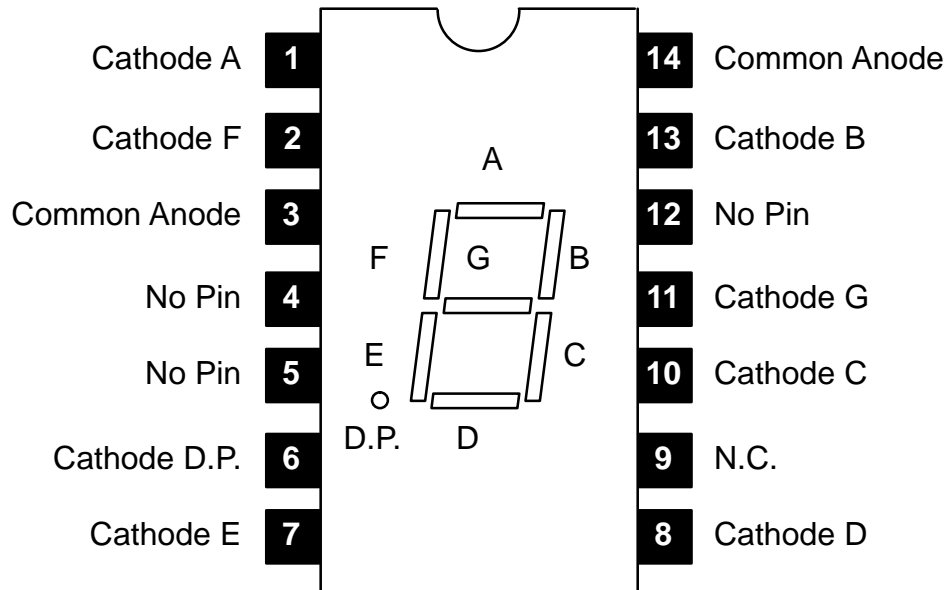 Cathode A 1 14 Common Anode
Cathode F 2 13 Cathode B
A
Common Anode 3 12 No Pin
F G B
No Pin 4 11 Cathode G
E C
No Pin 5 10 Cathode C
D.P. D
Cathode D.P. 6 9 N.C.
Cathode E 7 8 Cathode D